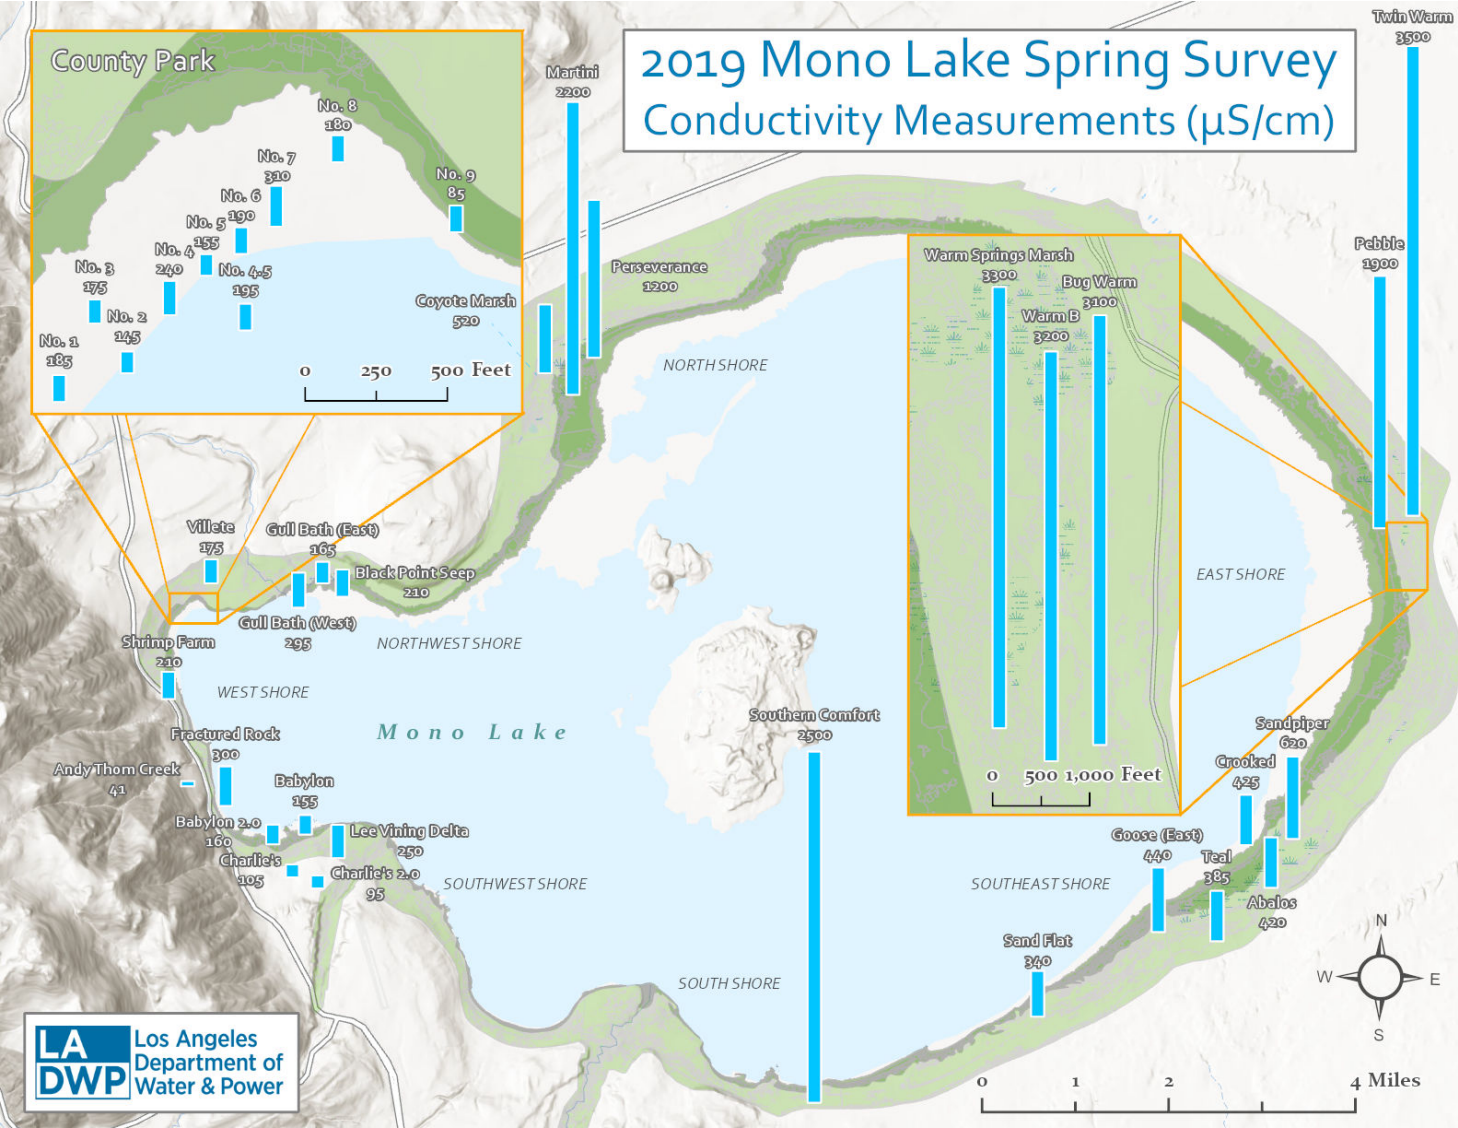 2019 Mono Lake Spring Survey
Conductivity Measurements (µS/cm)
County Park
No. 8
180
No. 7
310
No. 9
85
No. 6
190
No. 5
155
No. 4
240
No. 4.5
195
No. 3
175
No. 2
145
No. 1
185
0 250 500 Feet
Martini
2200
Perseverance
1200
Coyote Marsh
520
Twin Warm
3500
Pebble
1900
Warm Springs Marsh
3300
Bug Warm
3100
Warm B
3200
0 500 1,000 Feet
NORTH SHORE
EAST SHORE
Villete
175
Gull Bath (East)
165
Black Point Seep
210
Gull Bath (West)
295
NORTHWEST SHORE
Shrimp Farm
210
WEST SHORE
Mono Lake
Southern Comfort
2500
Fractured Rock
300
Andy Thom Creek
41
Babylon
155
Babylon 2.0
160
Lee Vining Delta
250
Charlie's
105
Charlie's 2.0
95
SOUTHWEST SHORE
SOUTH SHORE
SOUTHEAST SHORE
Sandpiper
620
Crooked
425
Goose (East)
440
Teal
385
Abalos
420
Sand Flat
340
N
W E
S
0 1 2 4 Miles
LA
DWP
Los Angeles
Department of
Water & Power